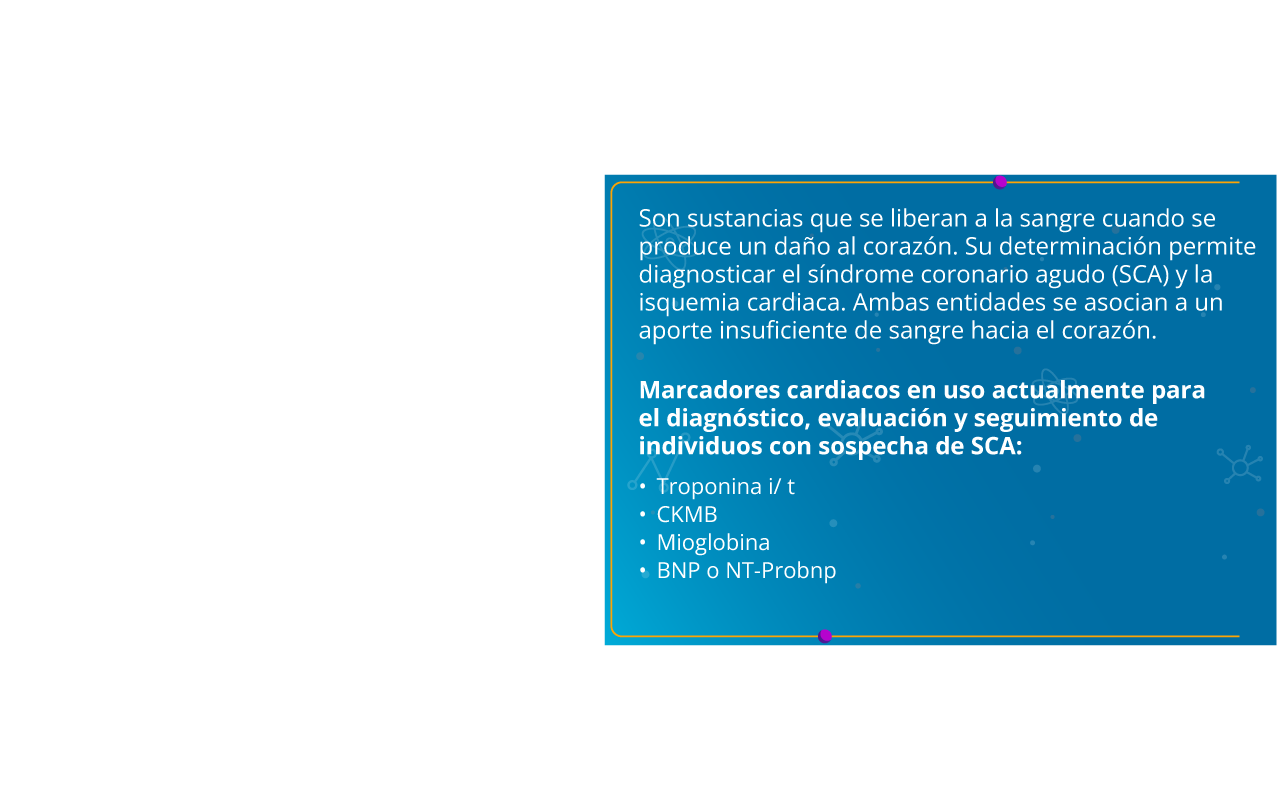 Son sustancias que se liberan a la sangre cuando se
produce un daño al corazón. Su determinación permite
diagnosticar el síndrome coronario agudo (SCA) y la
isquemia cardiaca. Ambas entidades se asocian a un
aporte insuficiente de sangre hacia el corazón.
Marcadores cardiacos en uso actualmente para
el diagnóstico, evaluación y seguimiento de
individuos con sospecha de SCA:
• Troponina i/ t
• CKMB
• Mioglobina
• BNP o NT-Probnp